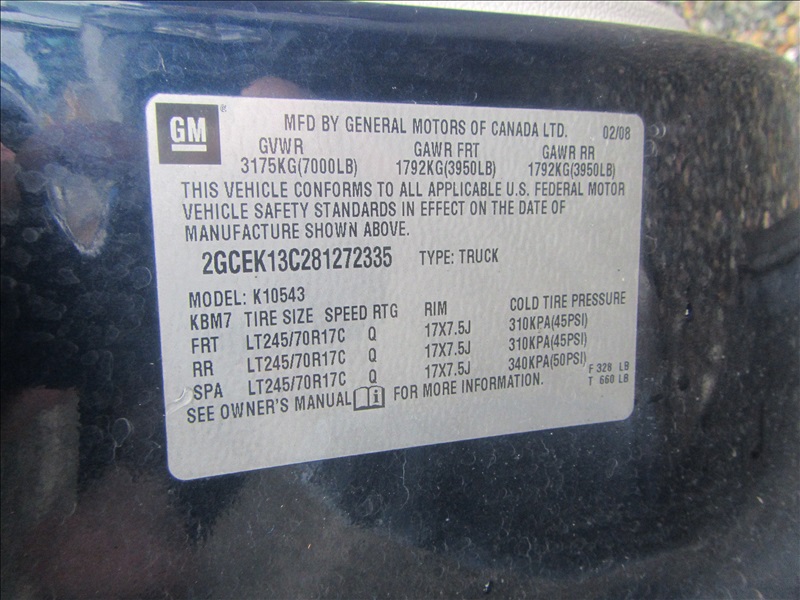 GM ®
MFD BY GENERAL MOTORS OF CANADA LTD. 02/08
GVWR GAWR FRT GAWR RR
3175KG(7000LB) 1792KG(3950LB) 1792KG(3950LB)
THIS VEHICLE CONFORMS TO ALL APPLICABLE U.S. FEDERAL MOTOR
VEHICLE SAFETY STANDARDS IN EFFECT ON THE DATE OF
MANUFACTURE SHOWN ABOVE.
2GCEK13C281272335 TYPE: TRUCK
MODEL: K10543
KBM7 TIRE SIZE SPEED RTG RIM COLD TIRE PRESSURE
FRT LT245/70R17C Q 17X7.5J 310KPA(45PSI)
RR LT245/70R17C Q 17X7.5J 310KPA(45PSI)
SPA LT245/70R17C Q 17X7.5J 340KPA(50PSI) F 328 LB
T 660 LB
SEE OWNER'S MANUAL FOR MORE INFORMATION.